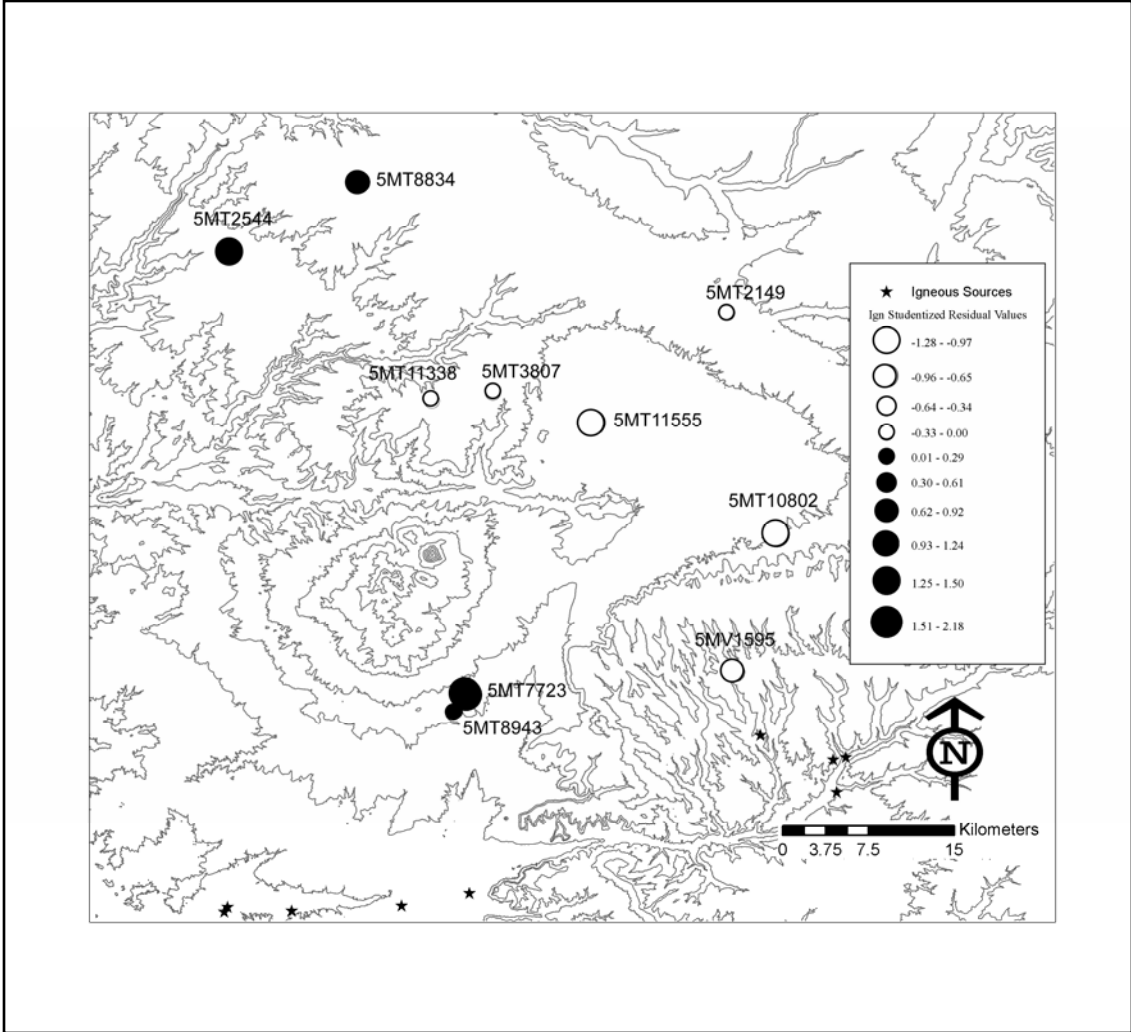 5MT8834
5MT2544
5MT2149
5MT11338
5MT3807
5MT11555
5MT10802
5MV1595
5MT7723
5MT8943
Igneous Sources
Ign Studentized Residual Values
-1.28 - -0.97
-0.96 - -0.65
-0.64 - -0.34
-0.33 - 0.00
0.01 - 0.29
0.30 - 0.61
0.62 - 0.92
0.93 - 1.24
1.25 - 1.50
1.51 - 2.18
N
Kilometers
0 3.75 7.5 15